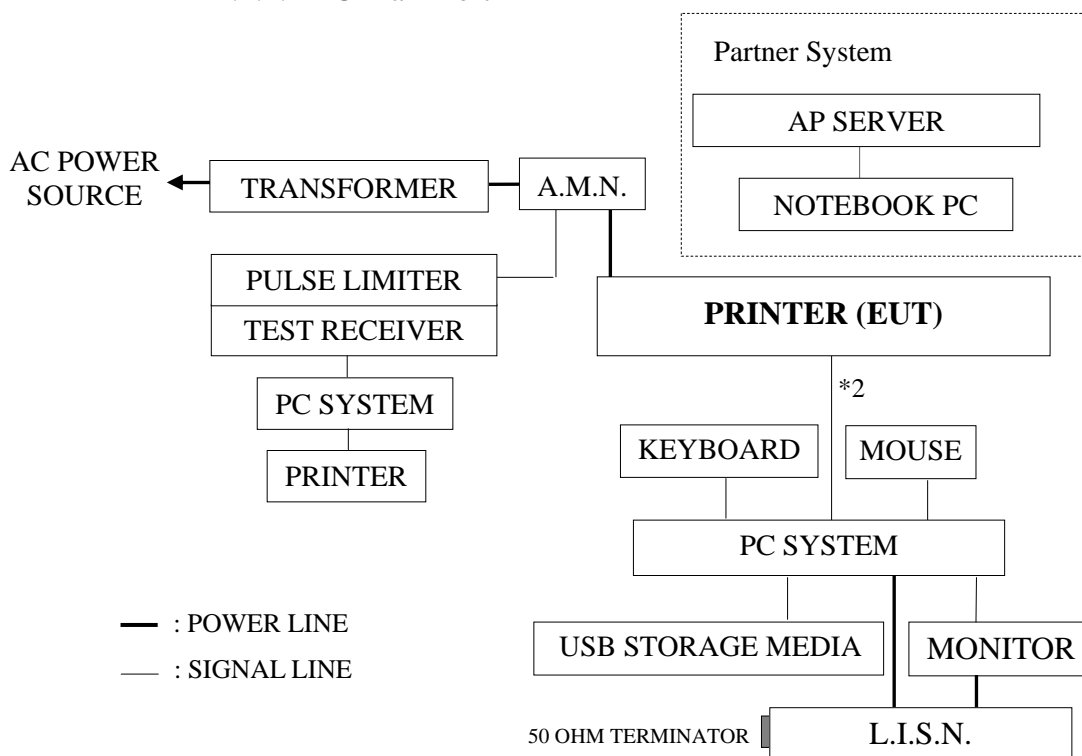 Partner System
AP SERVER
NOTEBOOK PC
AC POWER
SOURCE
TRANSFORMER
A.M.N.
PULSE LIMITER
TEST RECEIVER
PC SYSTEM
PRINTER
PRINTER (EUT)
*2
KEYBOARD
MOUSE
PC SYSTEM
USB STORAGE MEDIA
MONITOR
: POWER LINE
: SIGNAL LINE
50 OHM TERMINATOR
L.I.S.N.